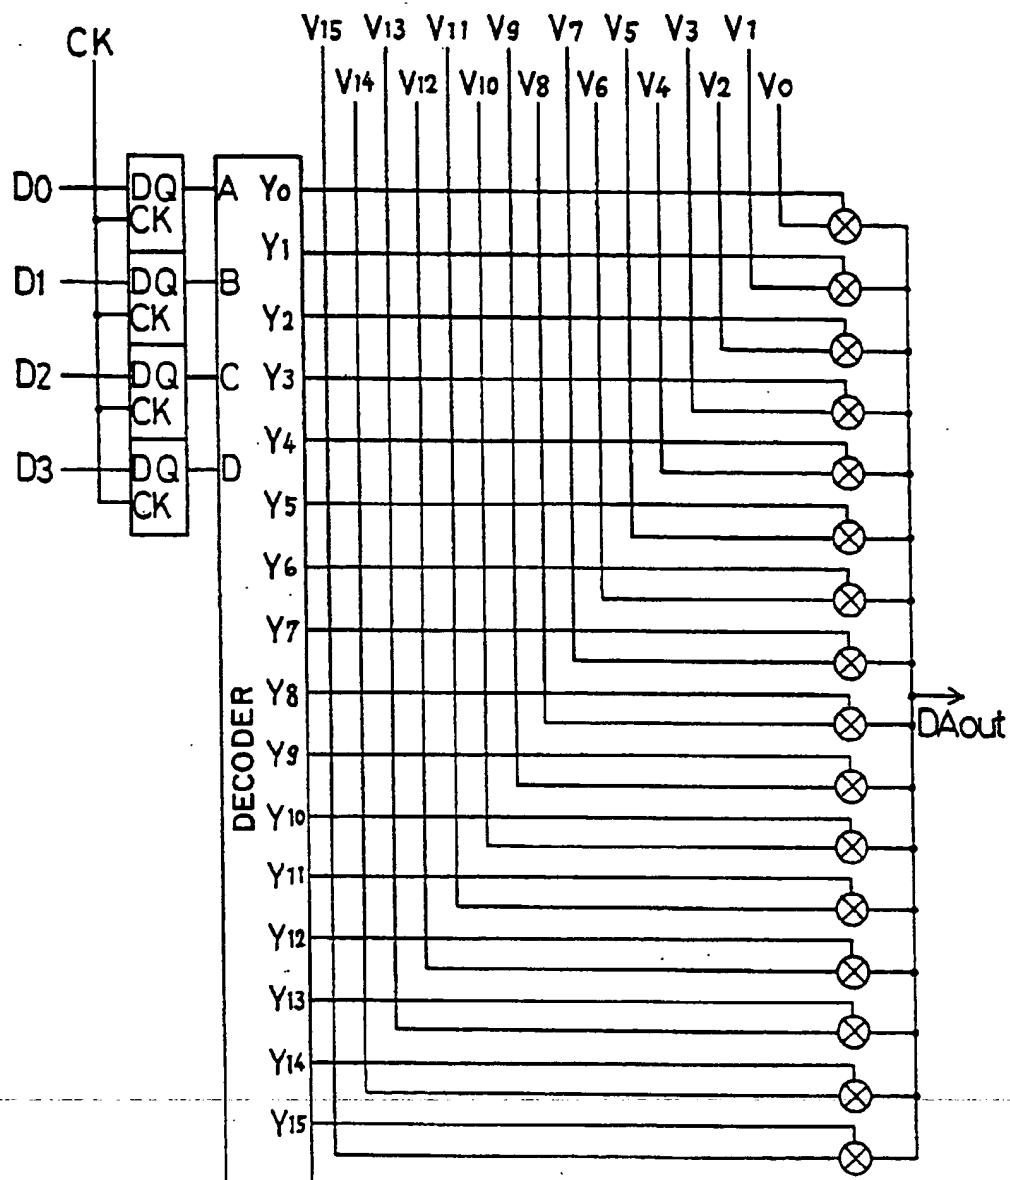 CK
V15 V13 V11 V9 V7 V5 V3 V1
V14 V12 V10 V8 V6 V4 V2 V0
D0 DQ A Y0
CK
Y1
D1 DQ B
CK
Y2
D2 DQ C Y3
CK
Y4
D3 DQ D
CK
Y5
Y6
Y7
Y8
DAout
DECODER
Y9
Y10
Y11
Y12
Y13
Y14
Y15